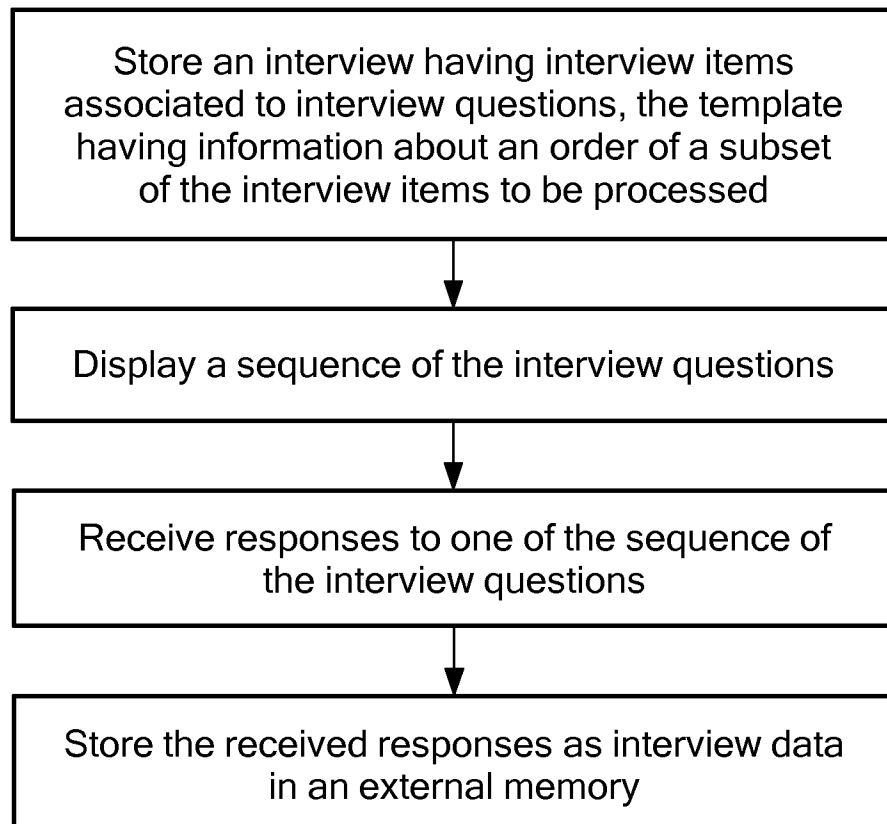 Store an interview having interview items
associated to interview questions, the template
having information about an order of a subset
of the interview items to be processed
Display a sequence of the interview questions
Receive responses to one of the sequence of
the interview questions
Store the received responses as interview data
in an external memory